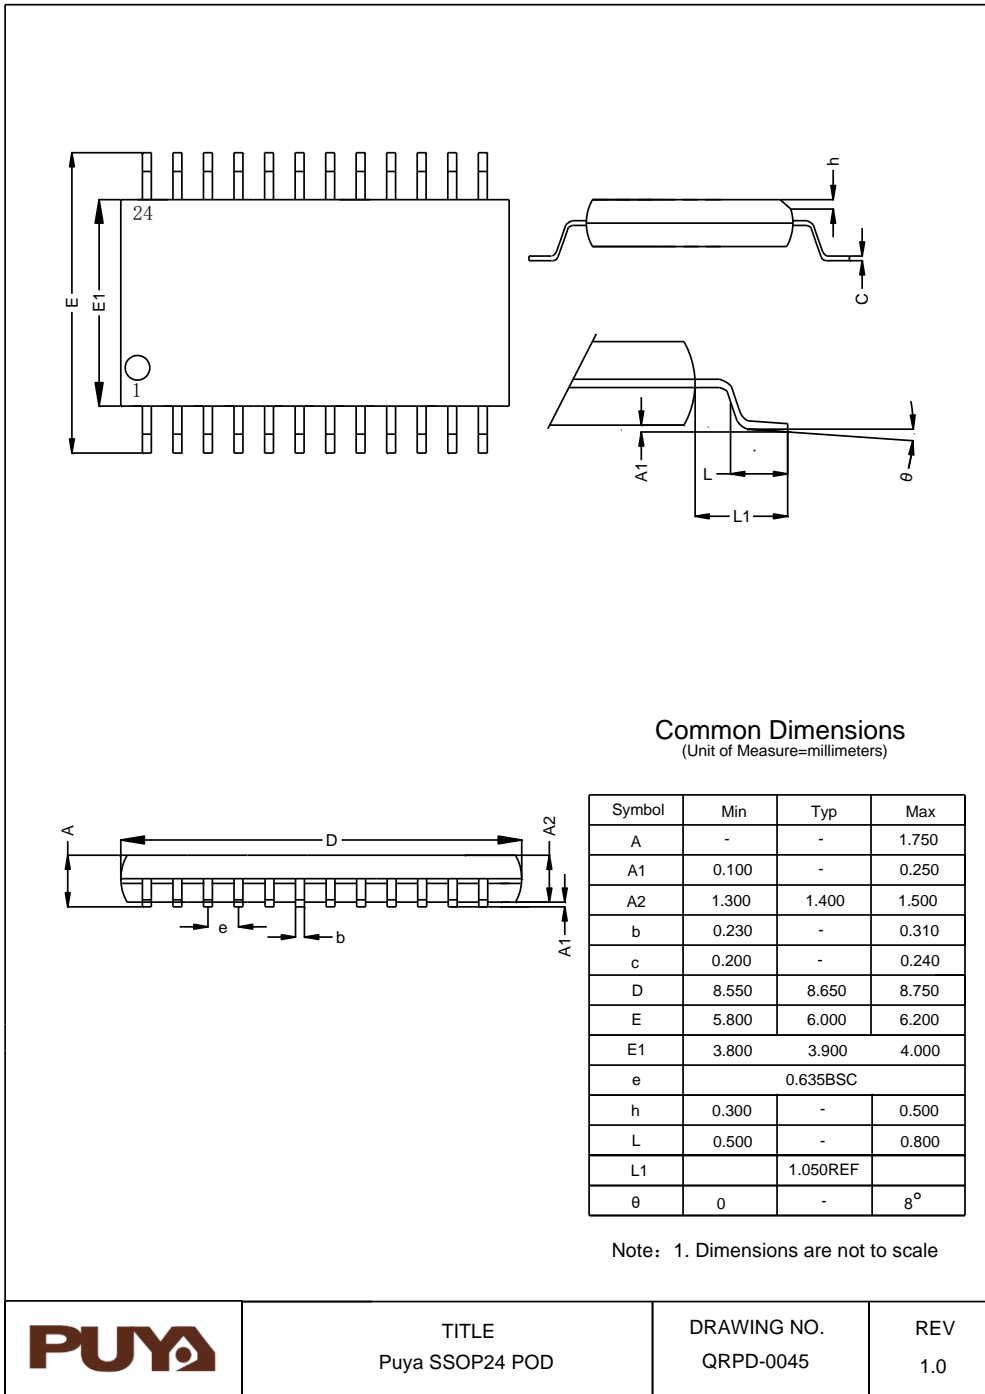 24
1
E
E1
h
C
A1
L
L1
θ
A
D
A2
e
b
A1
Common Dimensions
(Unit of Measure=millimeters)
Symbol Min Typ Max
A - - 1.750
A1 0.100 - 0.250
A2 1.300 1.400 1.500
b 0.230 - 0.310
c 0.200 - 0.240
D 8.550 8.650 8.750
E 5.800 6.000 6.200
E1 3.800 3.900 4.000
e 0.635BSC
h 0.300 - 0.500
L 0.500 - 0.800
L1 1.050REF
θ 0 - 8°
Note：1. Dimensions are not to scale
PUYA
TITLE
Puya SSOP24 POD
DRAWING NO.
QRPD-0045
REV
1.0